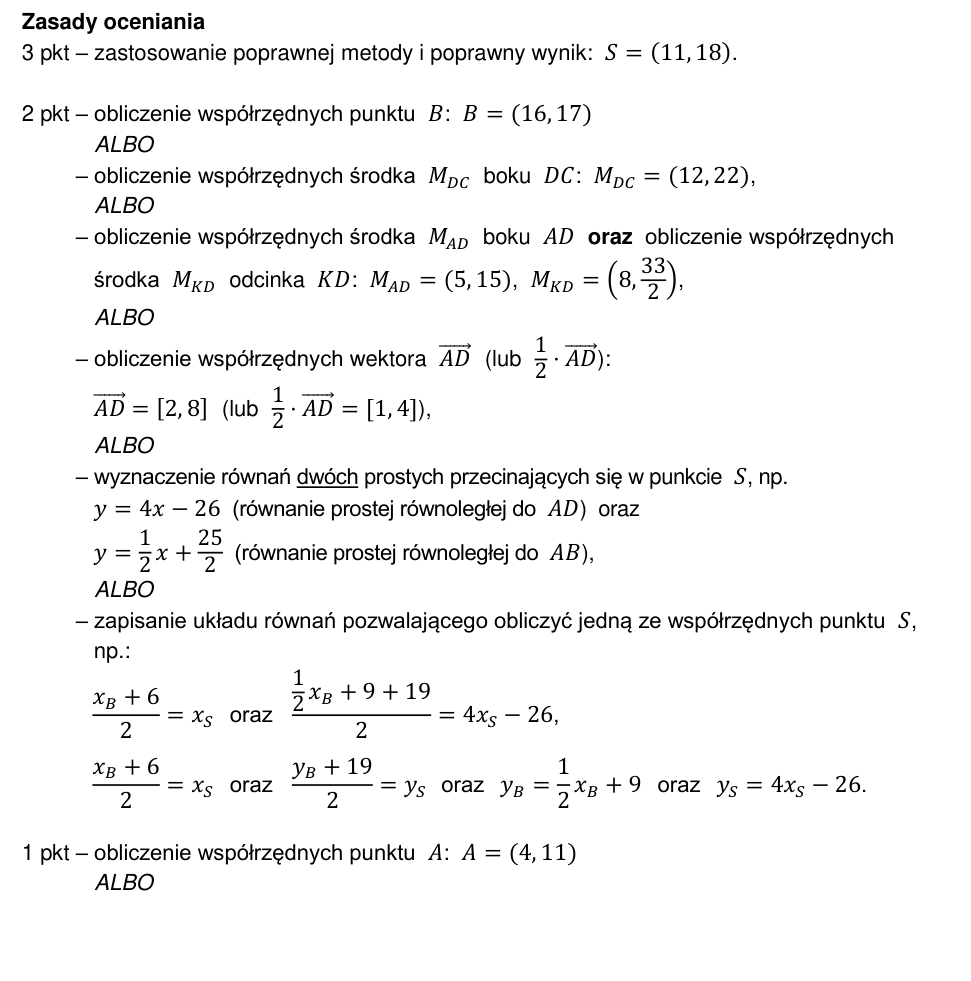 Zasady oceniania
3 pkt – zastosowanie poprawnej metody i poprawny wynik: S = (11, 18).
2 pkt – obliczenie współrzędnych punktu B: B = (16, 17)
ALBO
– obliczenie współrzędnych środka M_DC boku DC: M_DC = (12, 22),
ALBO
– obliczenie współrzędnych środka M_AD boku AD oraz obliczenie współrzędnych
środka M_KD odcinka KD: M_AD = (5, 15), M_KD = (8, 33/2),
ALBO
– obliczenie współrzędnych wektora \overrightarrow{AD} (lub 1/2 · \overrightarrow{AD}):
\overrightarrow{AD} = [2, 8] (lub 1/2 · \overrightarrow{AD} = [1, 4]),
ALBO
– wyznaczenie równań dwóch prostych przecinających się w punkcie S, np.
y = 4x − 26 (równanie prostej równoległej do AD) oraz
y = 1/2 x + 25/2 (równanie prostej równoległej do AB),
ALBO
– zapisanie układu równań pozwalającego obliczyć jedną ze współrzędnych punktu S,
np.:
(x_B + 6)/2 = x_S oraz (1/2 x_B + 9 + 19)/2 = 4x_S − 26,
(x_B + 6)/2 = x_S oraz (y_B + 19)/2 = y_S oraz y_B = 1/2 x_B + 9 oraz y_S = 4x_S − 26.
1 pkt – obliczenie współrzędnych punktu A: A = (4, 11)
ALBO